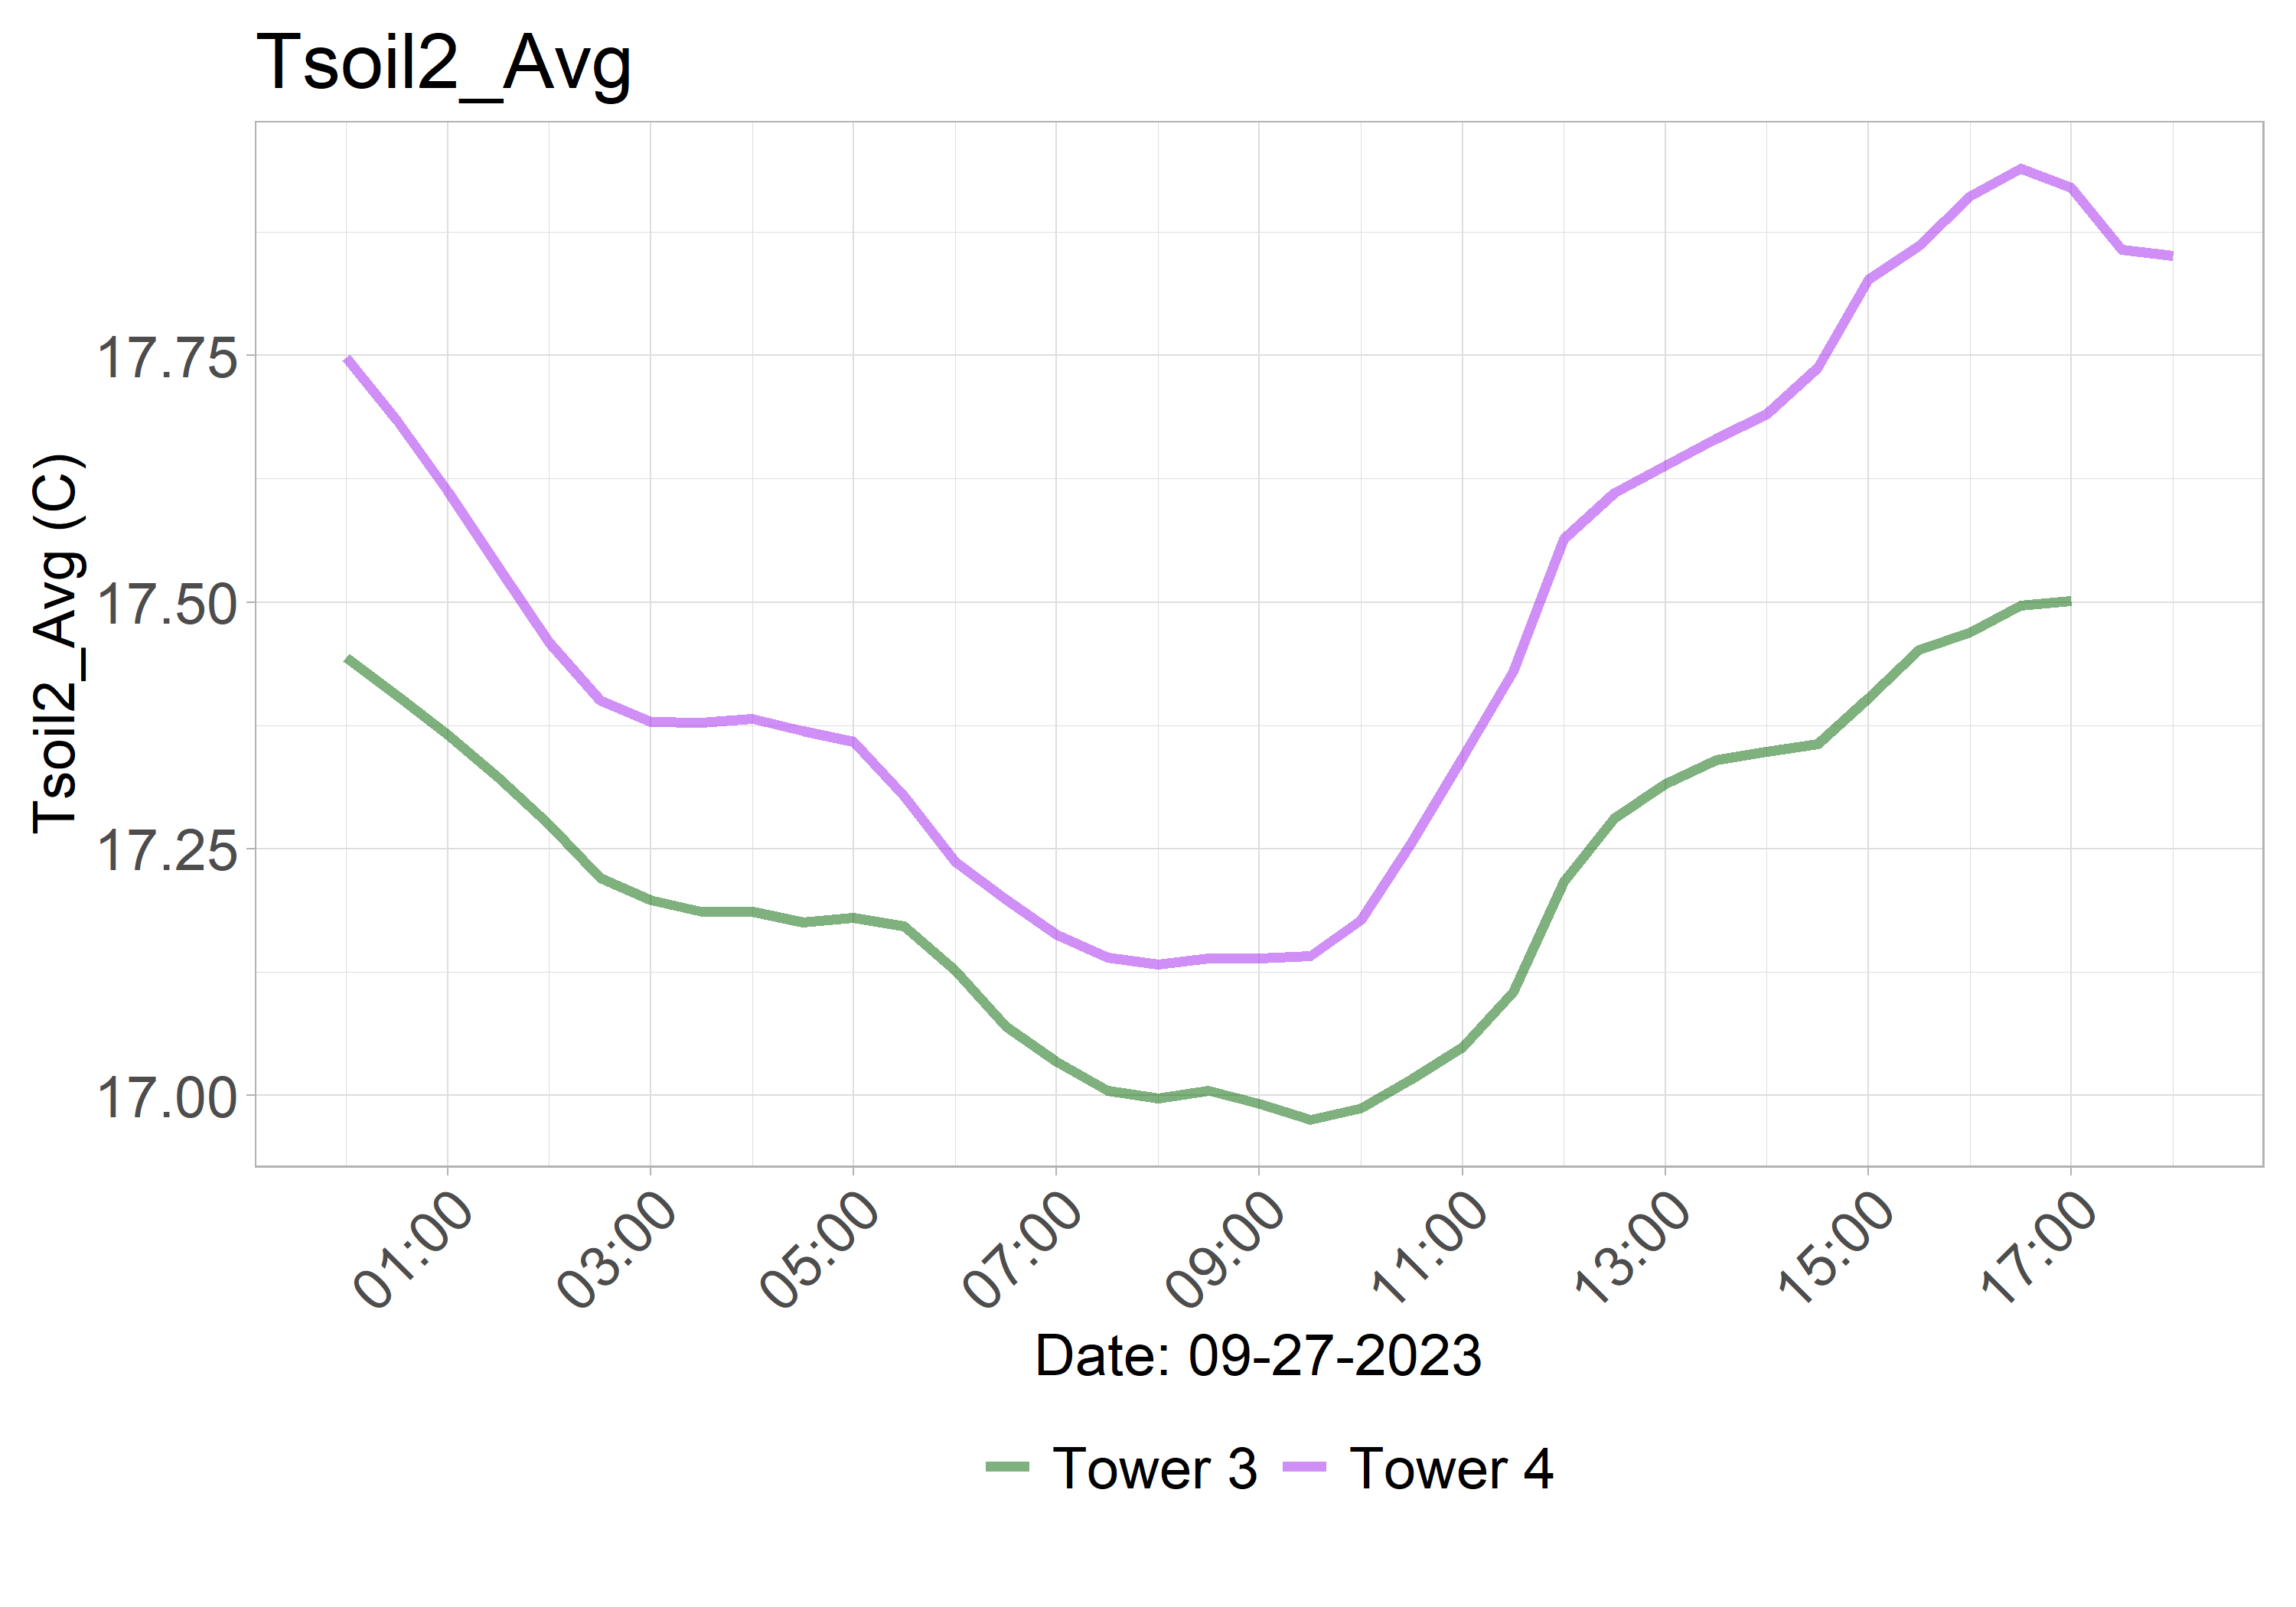 Tsoil2_Avg
Tsoil2_Avg (C)
17.75
17.50
17.25
17.00
01:00 03:00 05:00 07:00 09:00 11:00 13:00 15:00 17:00
Date: 09-27-2023
Tower 3 Tower 4